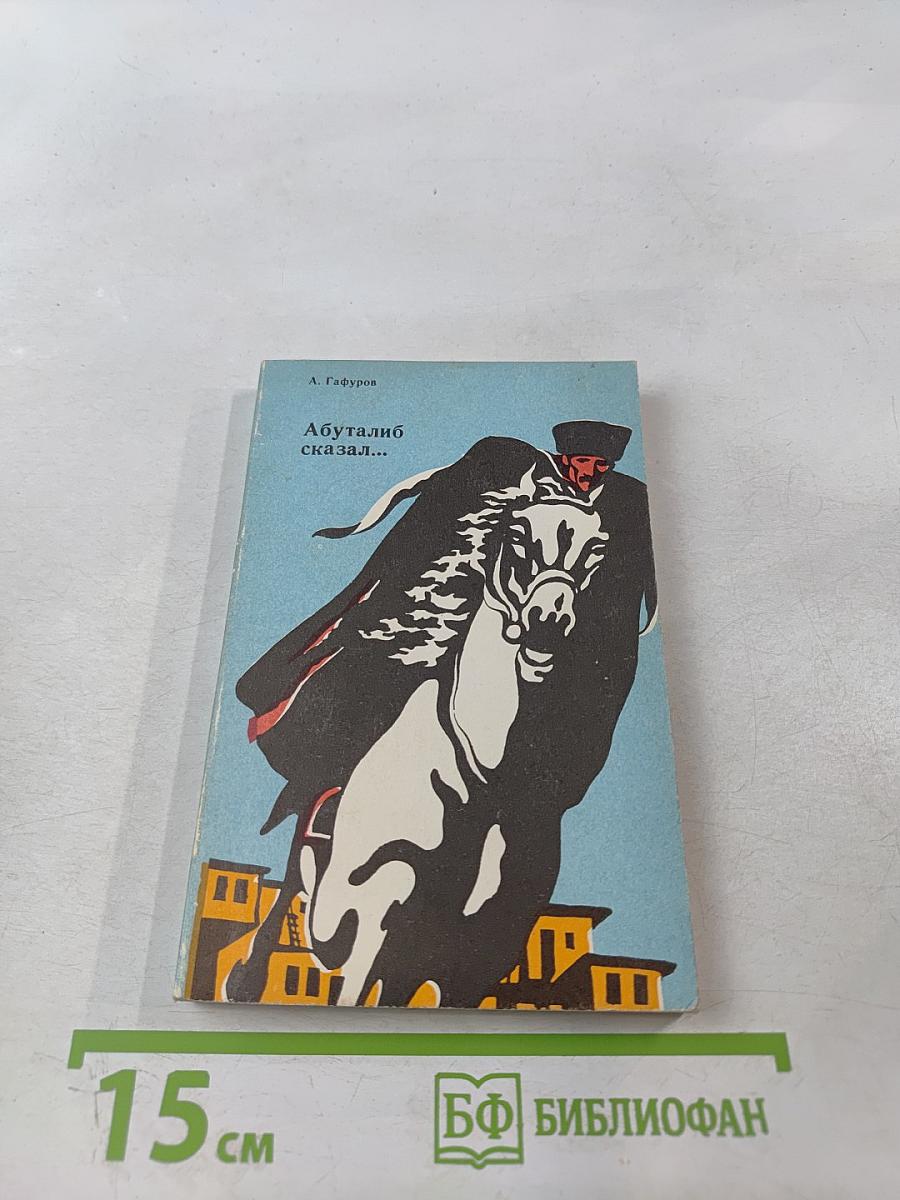 А. Гафуров
Абуталиб
сказал...
15 см
БФ БИБЛИОФАН